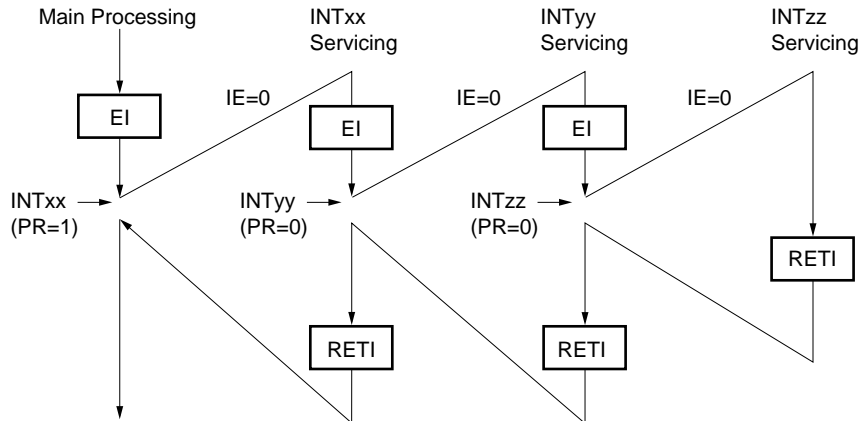 Main Processing
INTxx
Servicing
INTyy
Servicing
INTzz
Servicing
IE=0
IE=0
IE=0
EI
EI
EI
INTxx
(PR=1)
INTyy
(PR=0)
INTzz
(PR=0)
RETI
RETI
RETI